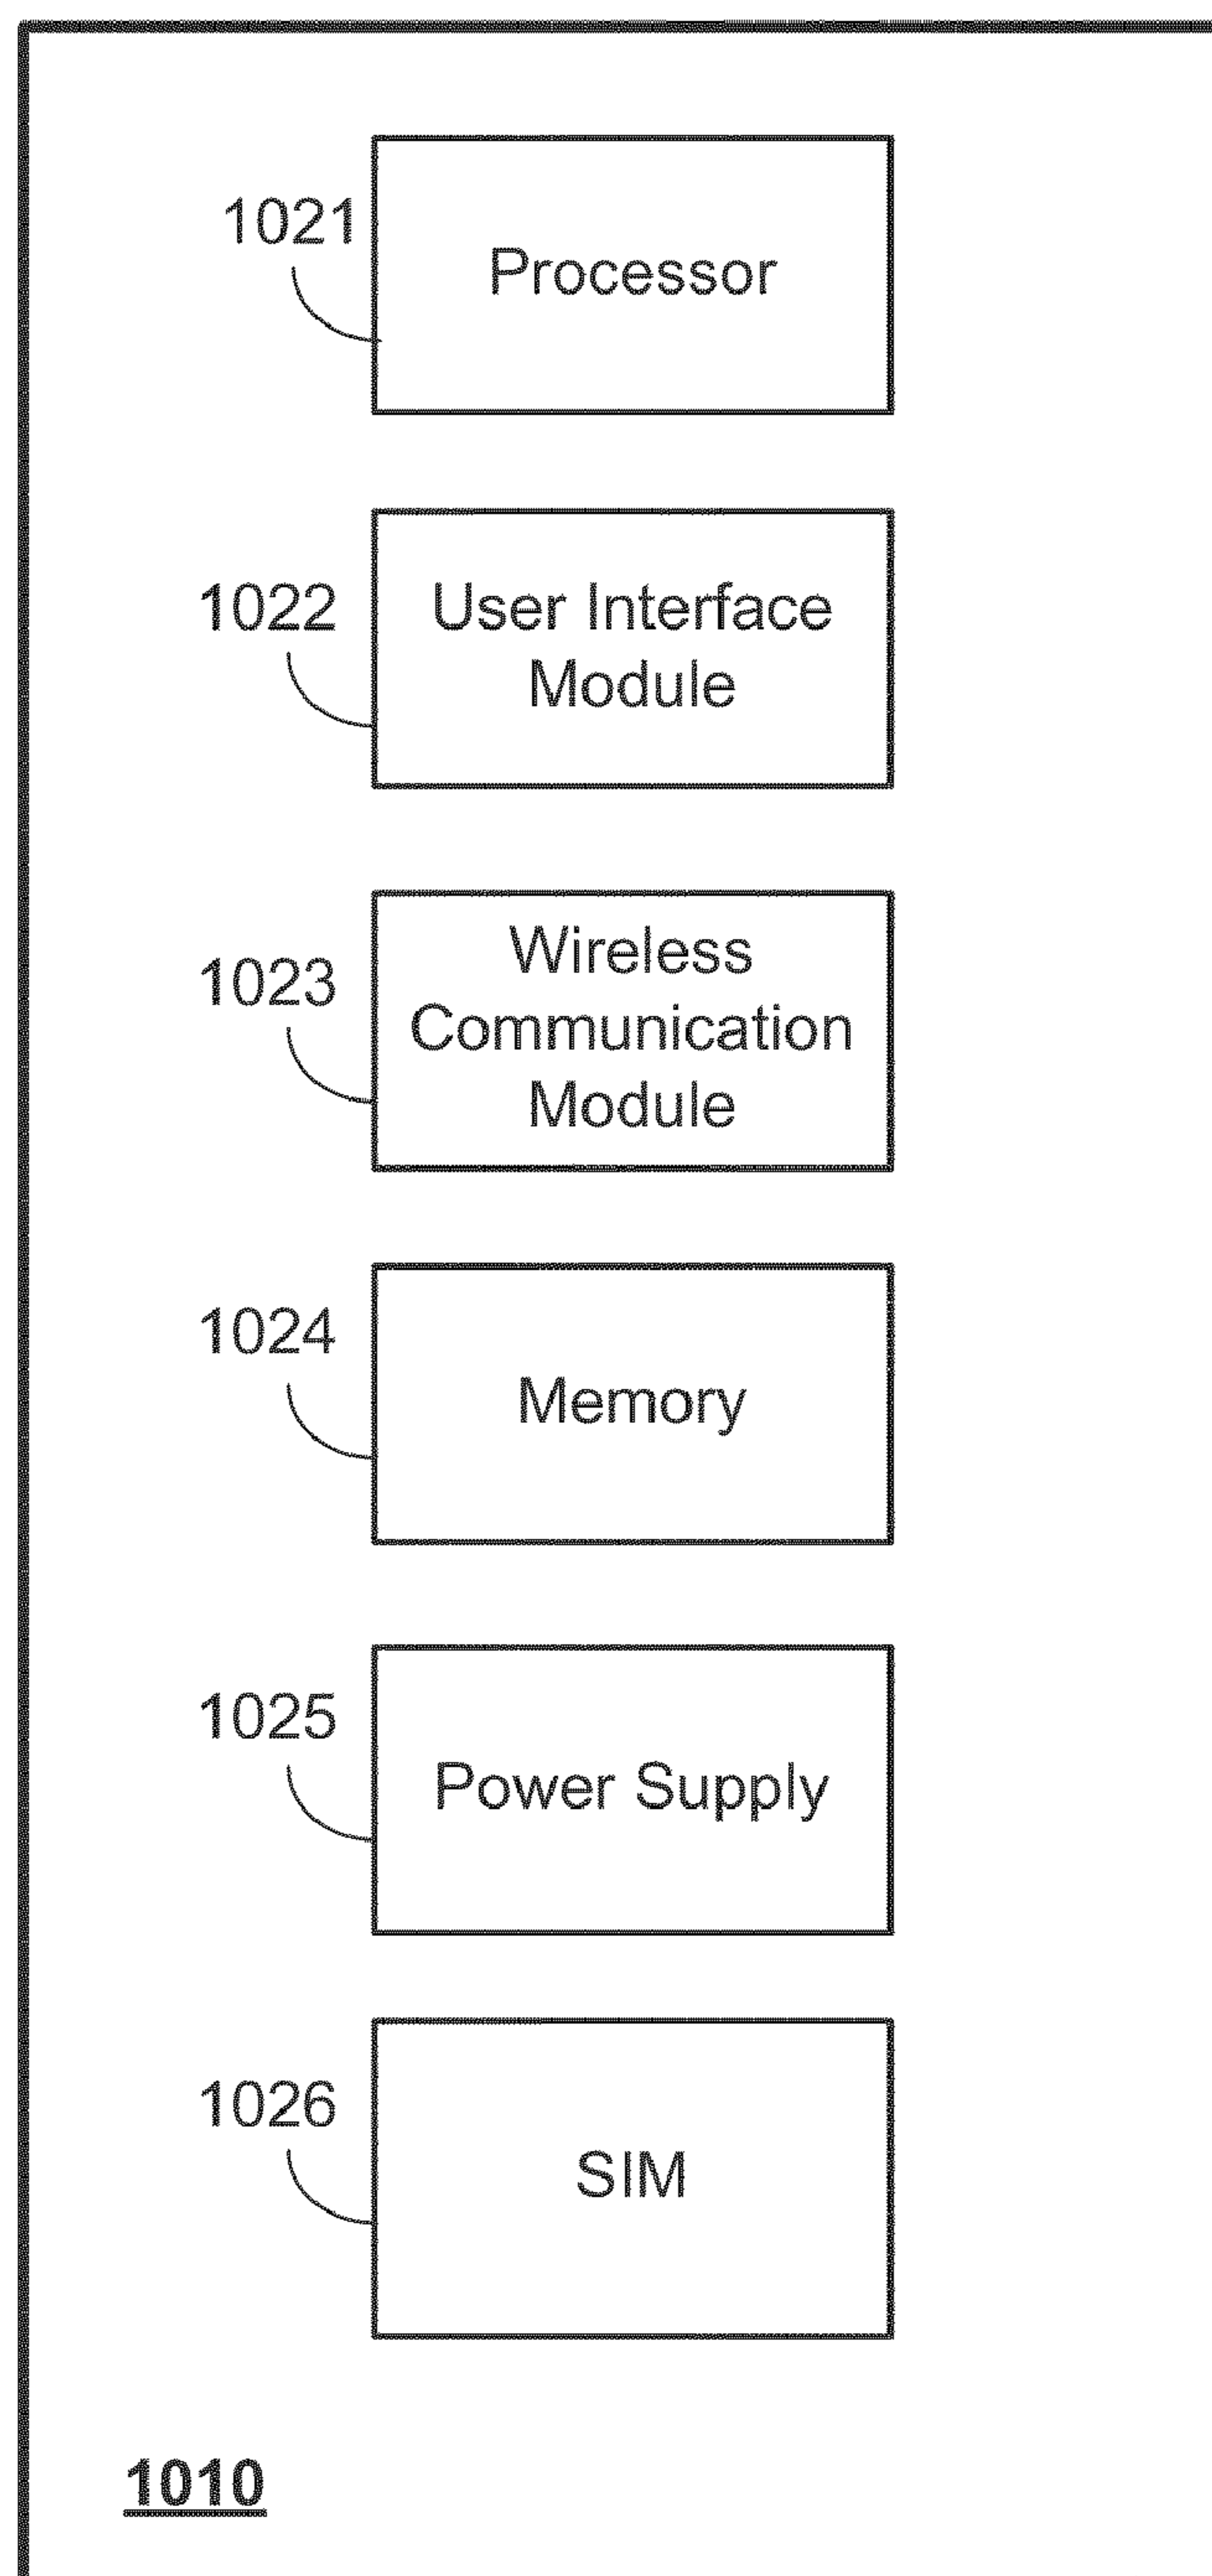 1021
Processor
1022
User Interface
Module
1023
Wireless
Communication
Module
1024
Memory
1025
Power Supply
1026
SIM
1010